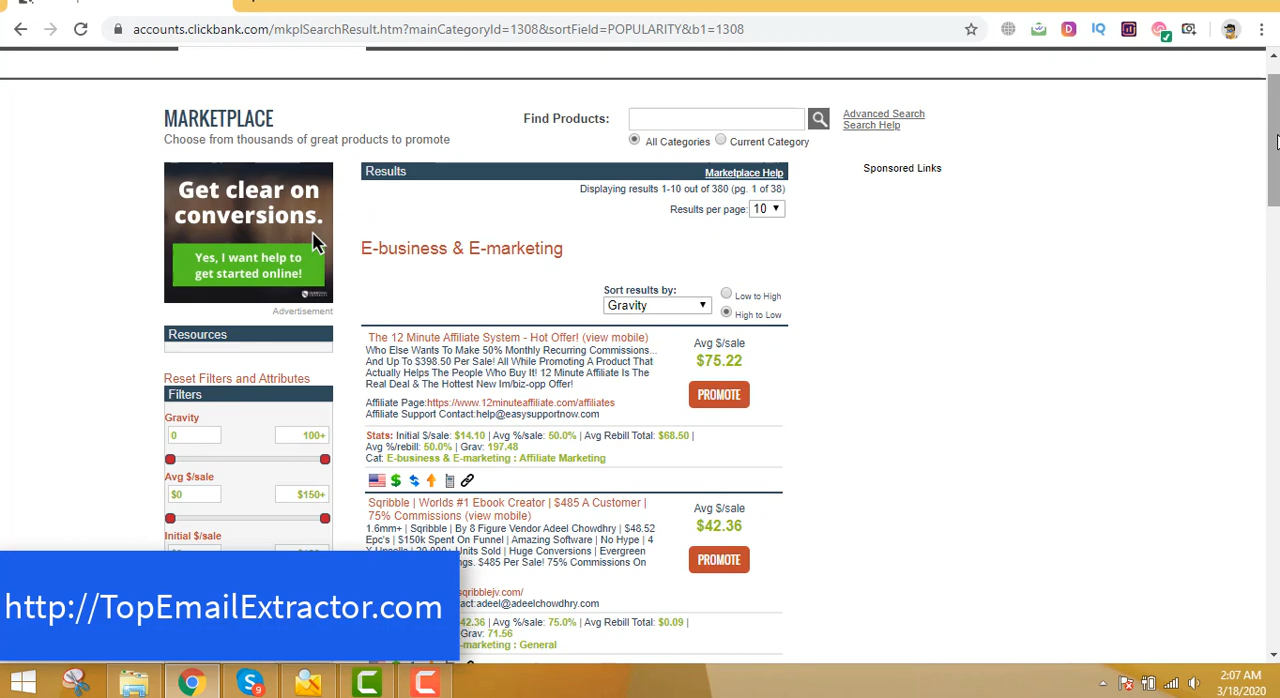 accounts.clickbank.com/mkplSearchResult.htm?mainCategoryId=1308&sortField=POPULARITY&b1=1308
MARKETPLACE
Choose from thousands of great products to promote
Find Products:
All Categories
Current Category
Advanced Search
Search Help
Get clear on
conversions.
Yes, I want help to
get started online!
Advertisement
Resources
Reset Filters and Attributes
Filters
Gravity
0
100+
Avg $/sale
$0
$150+
Initial $/sale
Results
Marketplace Help
Displaying results 1-10 out of 380 (pg. 1 of 38)
Results per page: 10
E-business & E-marketing
Sort results by:
Gravity
Low to High
High to Low
The 12 Minute Affiliate System - Hot Offer! (view mobile)
Who Else Wants To Make 50% Monthly Recurring Commissions...
And Up To $398.50 Per Sale! All While Promoting A Product That
Actually Helps The People Who Buy It! 12 Minute Affiliate Is The
Real Deal & The Hottest New Im/biz-opp Offer!
Affiliate Page:https://www.12minuteaffiliate.com/affiliates
Affiliate Support Contact:help@easysupportnow.com
Avg $/sale
$75.22
PROMOTE
Stats: Initial $/sale: $14.10 | Avg %/sale: 50.0% | Avg Rebill Total: $68.50 |
Avg %/rebill: 50.0% | Grav: 197.48
Cat: E-business & E-marketing : Affiliate Marketing
Sqribble | Worlds #1 Ebook Creator | $485 A Customer |
75% Commissions (view mobile)
1.6mm+ | Sqribble | By 8 Figure Vendor Adeel Chowdhry | $48.52
Epc's | $150k Spent On Funnel | Amazing Software | No Hype | 4
Units Sold | Huge Conversions | Evergreen
$485 Per Sale! 75% Commissions On
sqribblejv.com/
adeel@adeelchowdhry.com
Avg $/sale
$42.36
PROMOTE
42.36 | Avg %/sale: 75.0% | Avg Rebill Total: $0.09 |
Grav: 71.56
-marketing : General
http://TopEmailExtractor.com
Sponsored Links
9
2:07 AM
3/18/2020